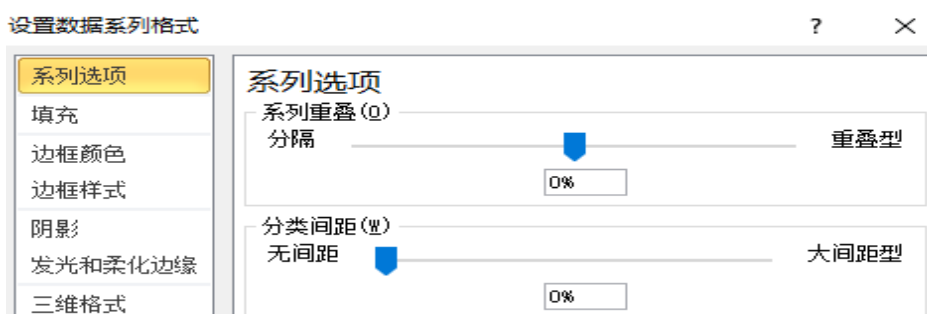 设置数据系列格式 ? ×
系列选项
填充
边框颜色
边框样式
阴影
发光和柔化边缘
三维格式
系列选项
系列重叠(O)
分隔 重叠型
0%
分类间距(W)
无间距 大间距型
0%